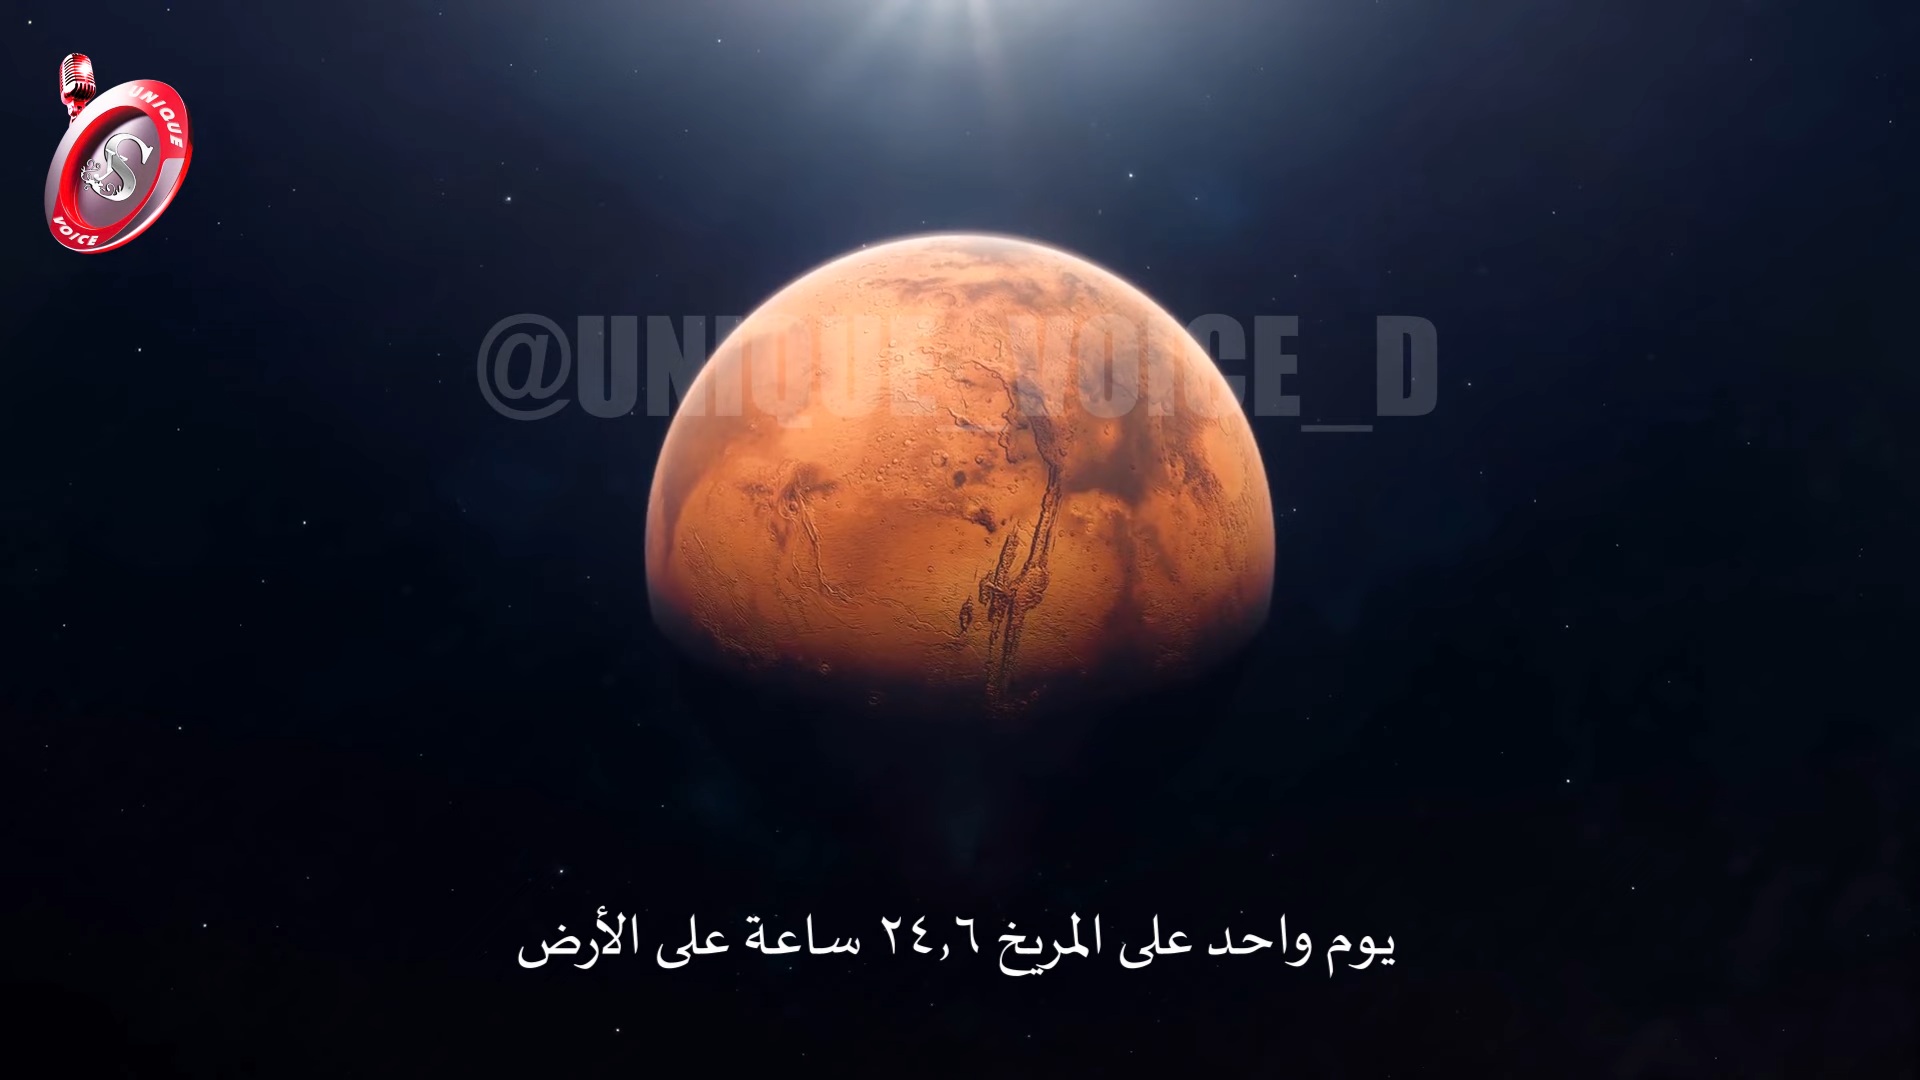 UNIQUE
S
VOICE
@UNIQUE_VOICE_D
يوم واحد على المريخ ٢٤,٦ ساعة على الأرض